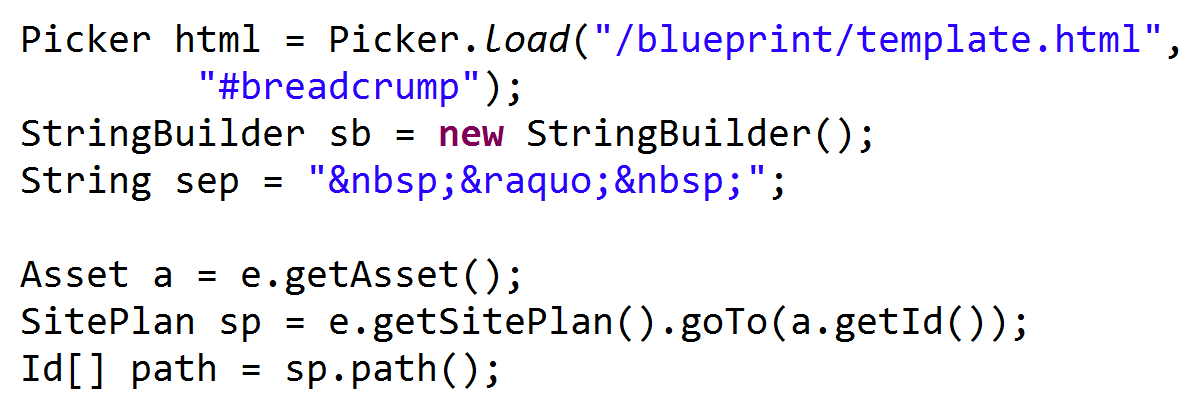 Picker html = Picker.load("/blueprint/template.html",
"#breadcrump");
StringBuilder sb = new StringBuilder();
String sep = "&nbsp;&raquo;&nbsp;";
Asset a = e.getAsset();
SitePlan sp = e.getSitePlan().goTo(a.getId());
Id[] path = sp.path();